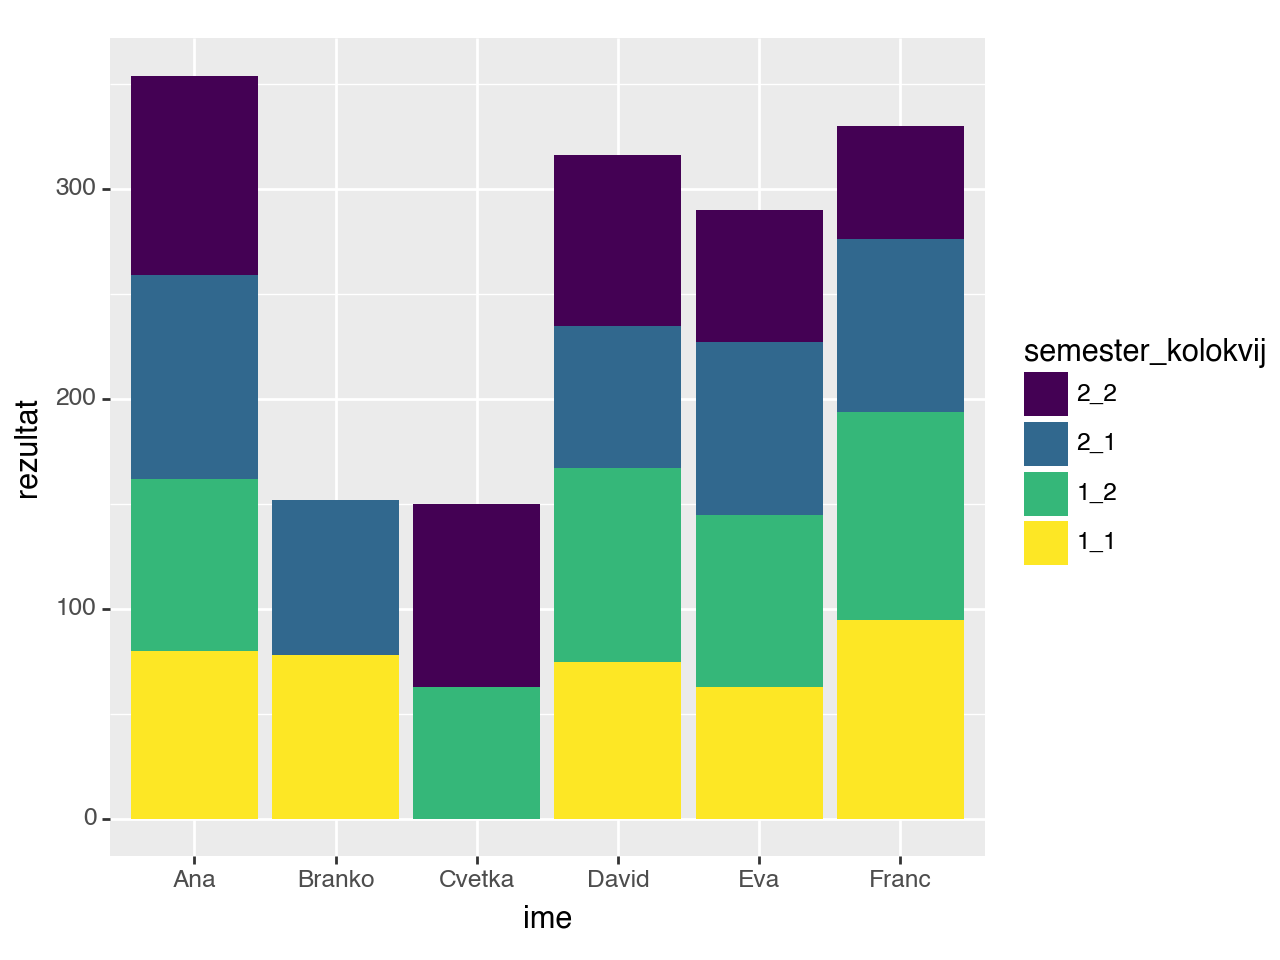 300
200
100
0
rezultat
Ana Branko Cvetka David Eva Franc
ime
semester_kolokvij
2_2
2_1
1_2
1_1